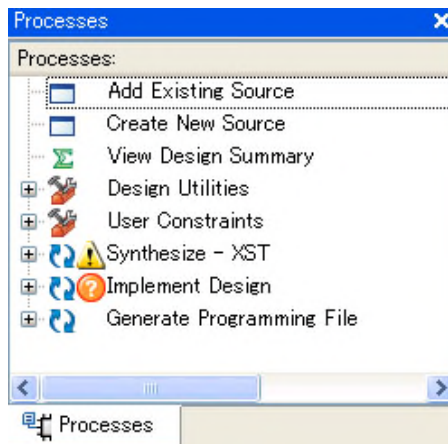 Processes
Processes:
Add Existing Source
Create New Source
View Design Summary
Design Utilities
User Constraints
Synthesize - XST
Implement Design
Generate Programming File
Processes